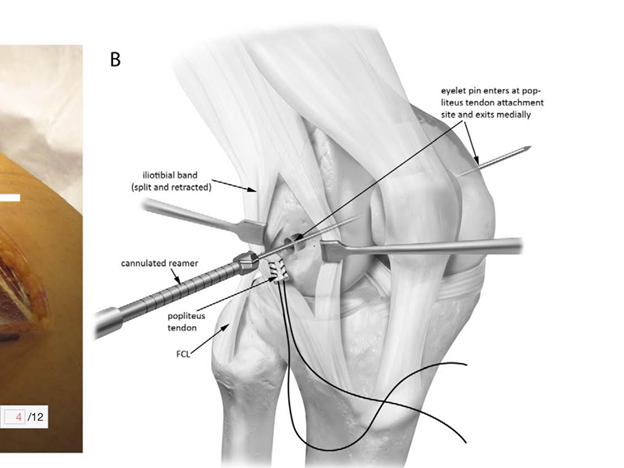 B
eyelet pin enters at pop-
liteus tendon attachment
site and exits medially
iliotibial band
(split and retracted)
cannulated reamer
popliteus
tendon
FCL
4 /12